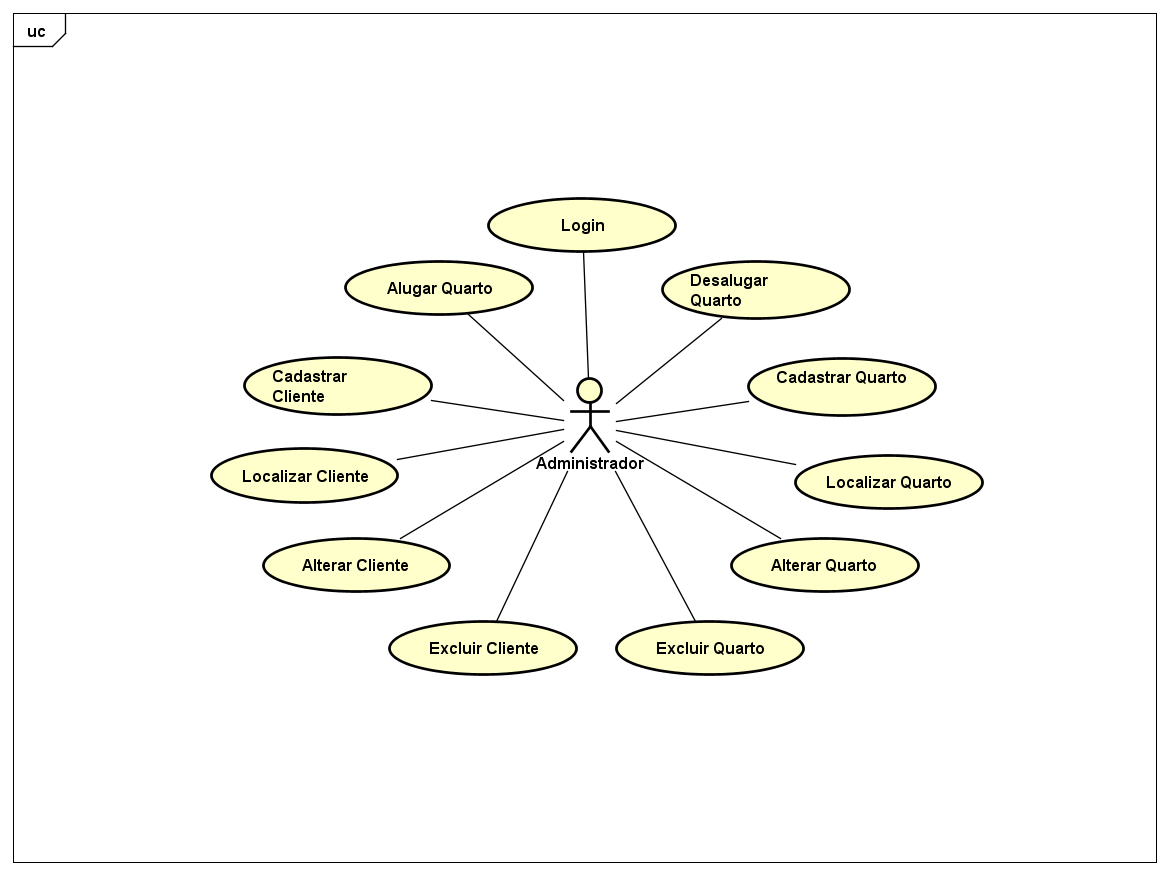 uc
Login
Alugar Quarto
Desalugar
Quarto
Cadastrar
Cliente
Cadastrar Quarto
Administrador
Localizar Cliente
Localizar Quarto
Alterar Cliente
Alterar Quarto
Excluir Cliente
Excluir Quarto